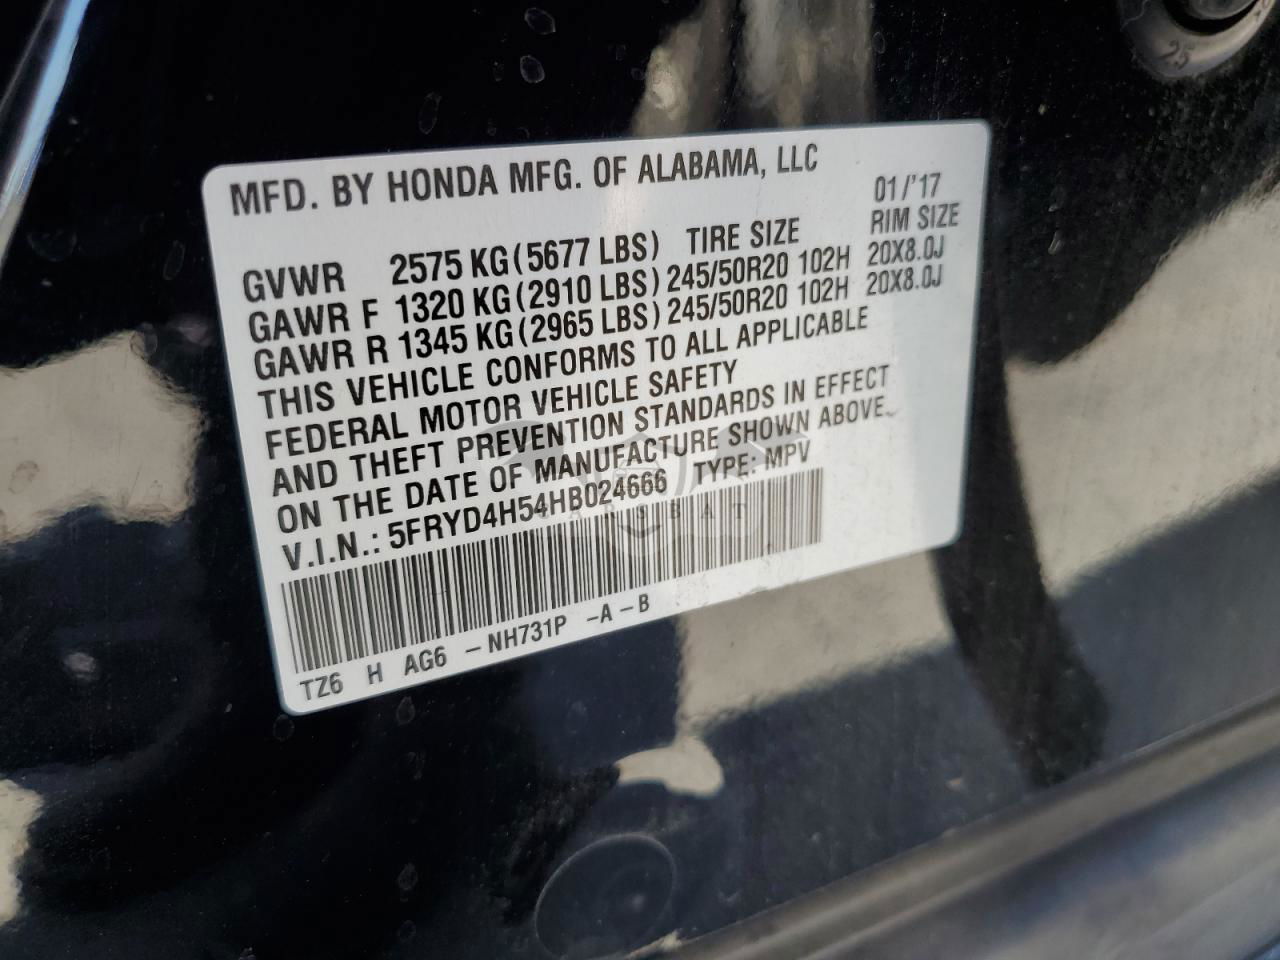 25
MFD. BY HONDA MFG. OF ALABAMA, LLC
01/'17
GVWR 2575 KG(5677 LBS) TIRE SIZE RIM SIZE
GAWR F 1320 KG(2910 LBS) 245/50R20 102H 20X8.0J
GAWR R 1345 KG(2965 LBS) 245/50R20 102H 20X8.0J
THIS VEHICLE CONFORMS TO ALL APPLICABLE
FEDERAL MOTOR VEHICLE SAFETY
AND THEFT PREVENTION STANDARDS IN EFFECT
ON THE DATE OF MANUFACTURE SHOWN ABOVE.
V.I.N.: 5FRYD4H54HB024666 TYPE: MPV
CARSBAT
TZ6 H AG6 -NH731P -A-B